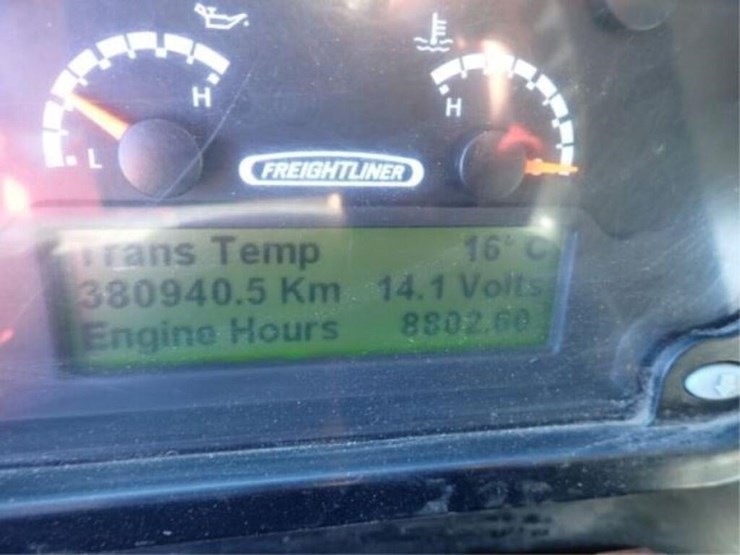 H
H
L
FREIGHTLINER
Trans Temp 16° C
380940.5 Km 14.1 Volts
Engine Hours 8802.60